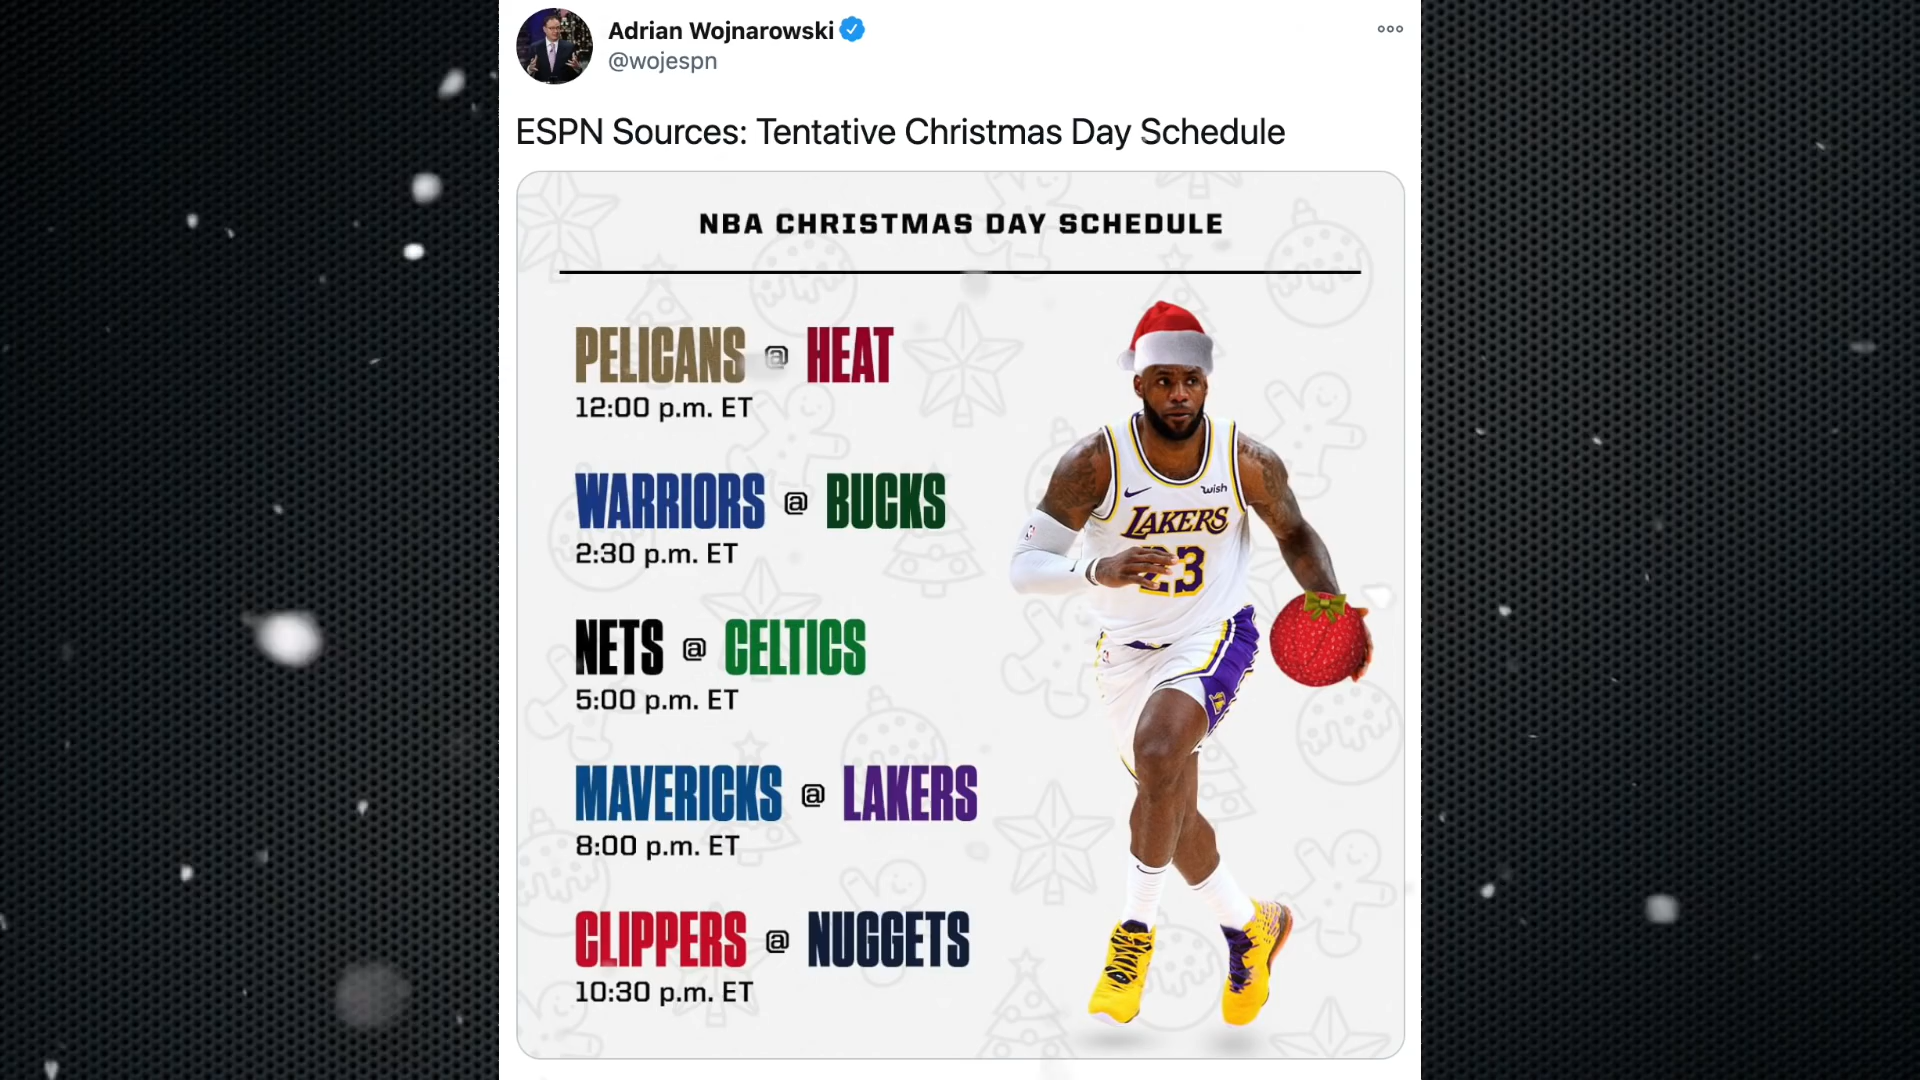 Adrian Wojnarowski
@wojespn
ESPN Sources: Tentative Christmas Day Schedule
NBA CHRISTMAS DAY SCHEDULE
PELICANS @ HEAT
12:00 p.m. ET
WARRIORS @ BUCKS
2:30 p.m. ET
NETS @ CELTICS
5:00 p.m. ET
MAVERICKS @ LAKERS
8:00 p.m. ET
CLIPPERS @ NUGGETS
10:30 p.m. ET
wish
LAKERS
23